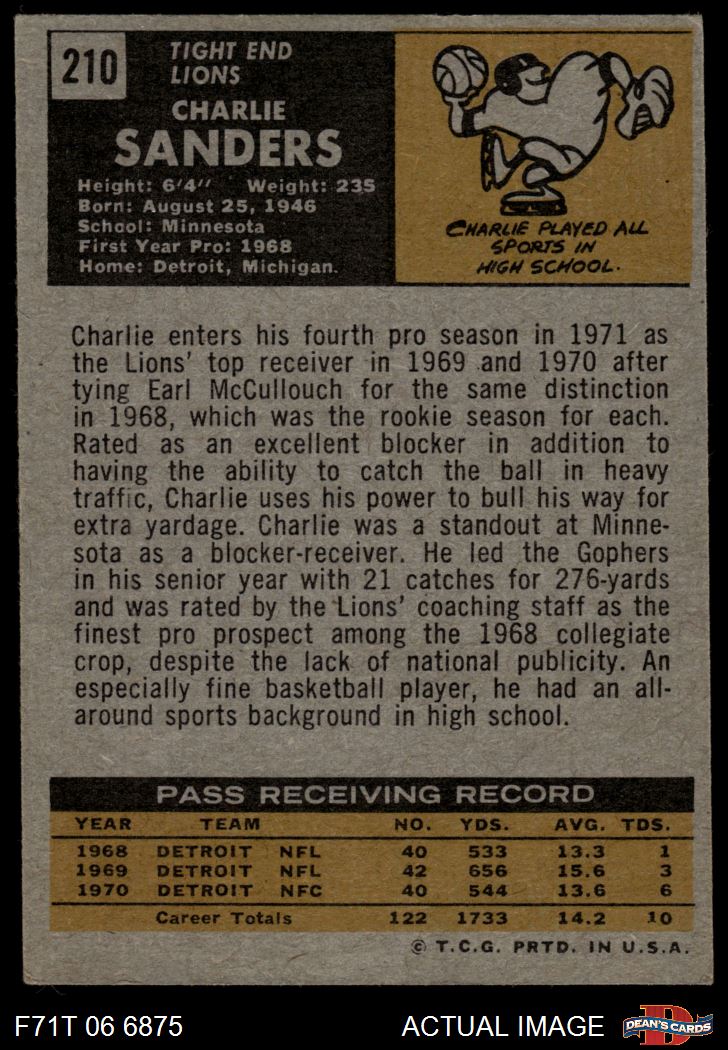 210
TIGHT END
LIONS
CHARLIE
SANDERS
Height: 6'4" Weight: 235
Born: August 25, 1946
School: Minnesota
First Year Pro: 1968
Home: Detroit, Michigan.
CHARLIE PLAYED ALL
SPORTS IN
HIGH SCHOOL.
Charlie enters his fourth pro season in 1971 as
the Lions' top receiver in 1969 and 1970 after
tying Earl McCullouch for the same distinction
in 1968, which was the rookie season for each.
Rated as an excellent blocker in addition to
having the ability to catch the ball in heavy
traffic, Charlie uses his power to bull his way for
extra yardage. Charlie was a standout at Minne-
sota as a blocker-receiver. He led the Gophers
in his senior year with 21 catches for 276-yards
and was rated by the Lions' coaching staff as the
finest pro prospect among the 1968 collegiate
crop, despite the lack of national publicity. An
especially fine basketball player, he had an all-
around sports background in high school.
PASS RECEIVING RECORD
YEAR TEAM NO. YDS. AVG. TDS.
1968 DETROIT NFL 40 533 13.3 1
1969 DETROIT NFL 42 656 15.6 3
1970 DETROIT NFC 40 544 13.6 6
Career Totals 122 1733 14.2 10
© T.C.G. PRTD. IN U.S.A.
F71T 06 6875 ACTUAL IMAGE D DEAN'S CARDS